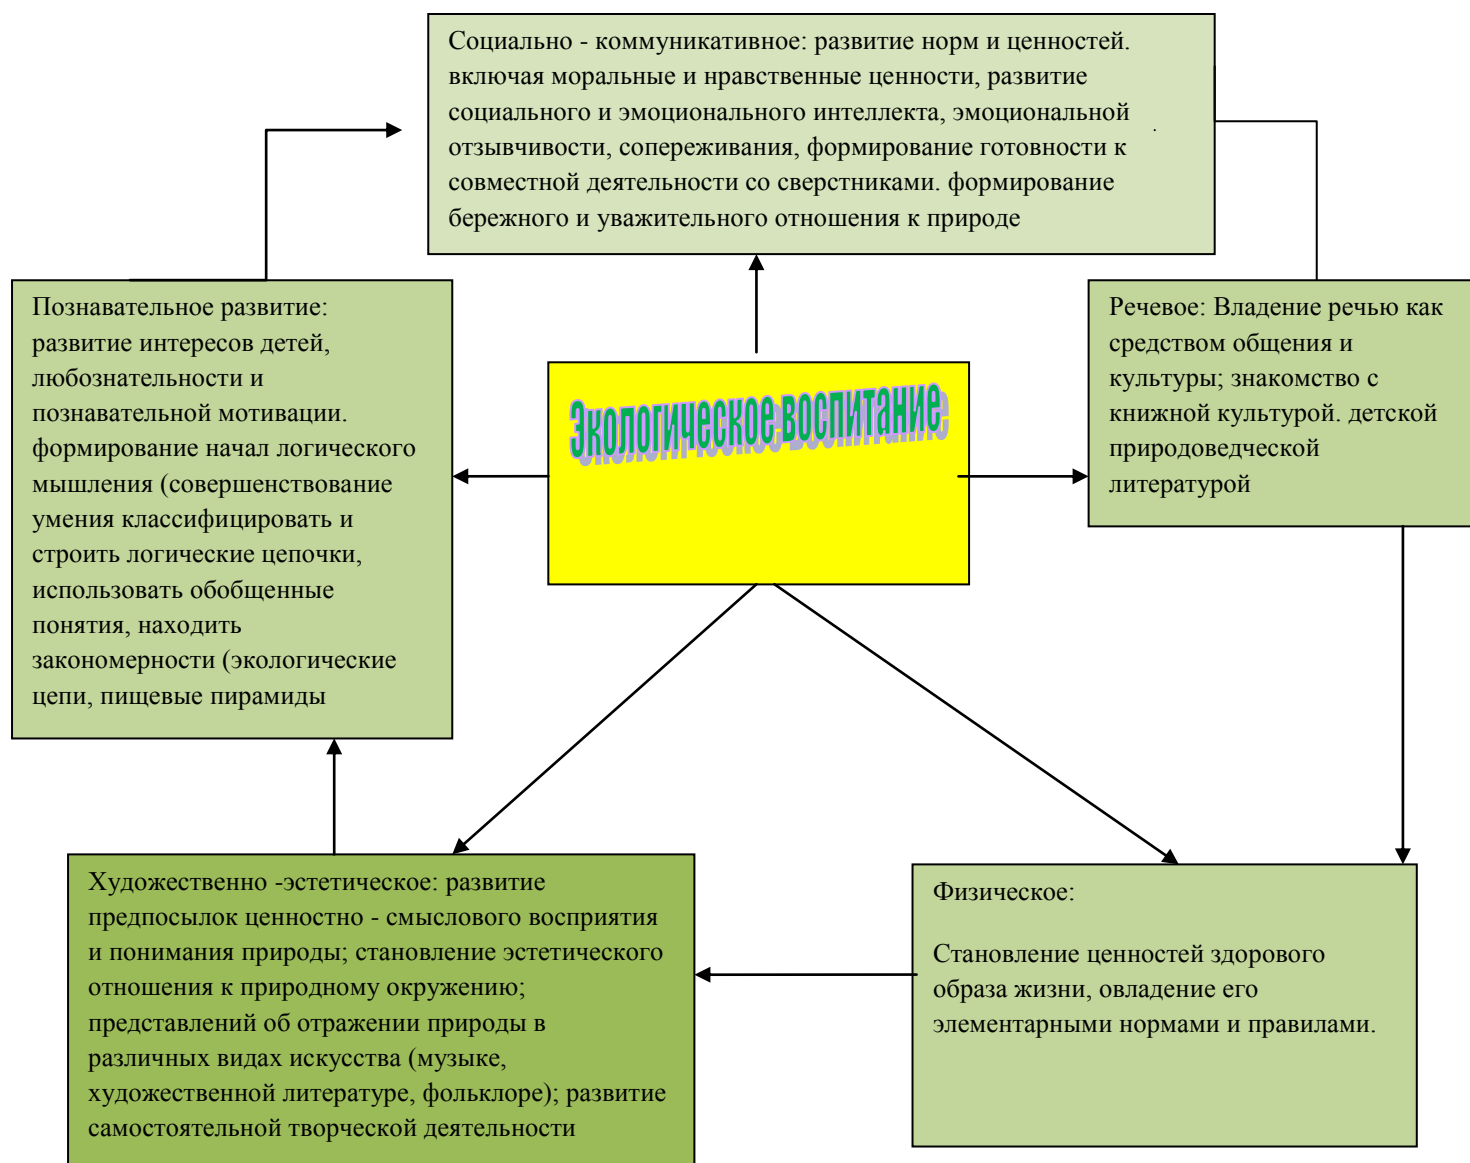 Социально - коммуникативное: развитие норм и ценностей.
включая моральные и нравственные ценности, развитие
социального и эмоционального интеллекта, эмоциональной
отзывчивости, сопереживания, формирование готовности к
совместной деятельности со сверстниками. формирование
бережного и уважительного отношения к природе
Познавательное развитие:
развитие интересов детей,
любознательности и
познавательной мотивации.
формирование начал логического
мышления (совершенствование
умения классифицировать и
строить логические цепочки,
использовать обобщенные
понятия, находить
закономерности (экологические
цепи, пищевые пирамиды
Экологическое воспитание
Речевое: Владение речью как
средством общения и
культуры; знакомство с
книжной культурой. детской
природоведческой
литературой
Художественно -эстетическое: развитие
предпосылок ценностно - смыслового восприятия
и понимания природы; становление эстетического
отношения к природному окружению;
представлений об отражении природы в
различных видах искусства (музыке,
художественной литературе, фольклоре); развитие
самостоятельной творческой деятельности
Физическое:
Становление ценностей здорового
образа жизни, овладение его
элементарными нормами и правилами.